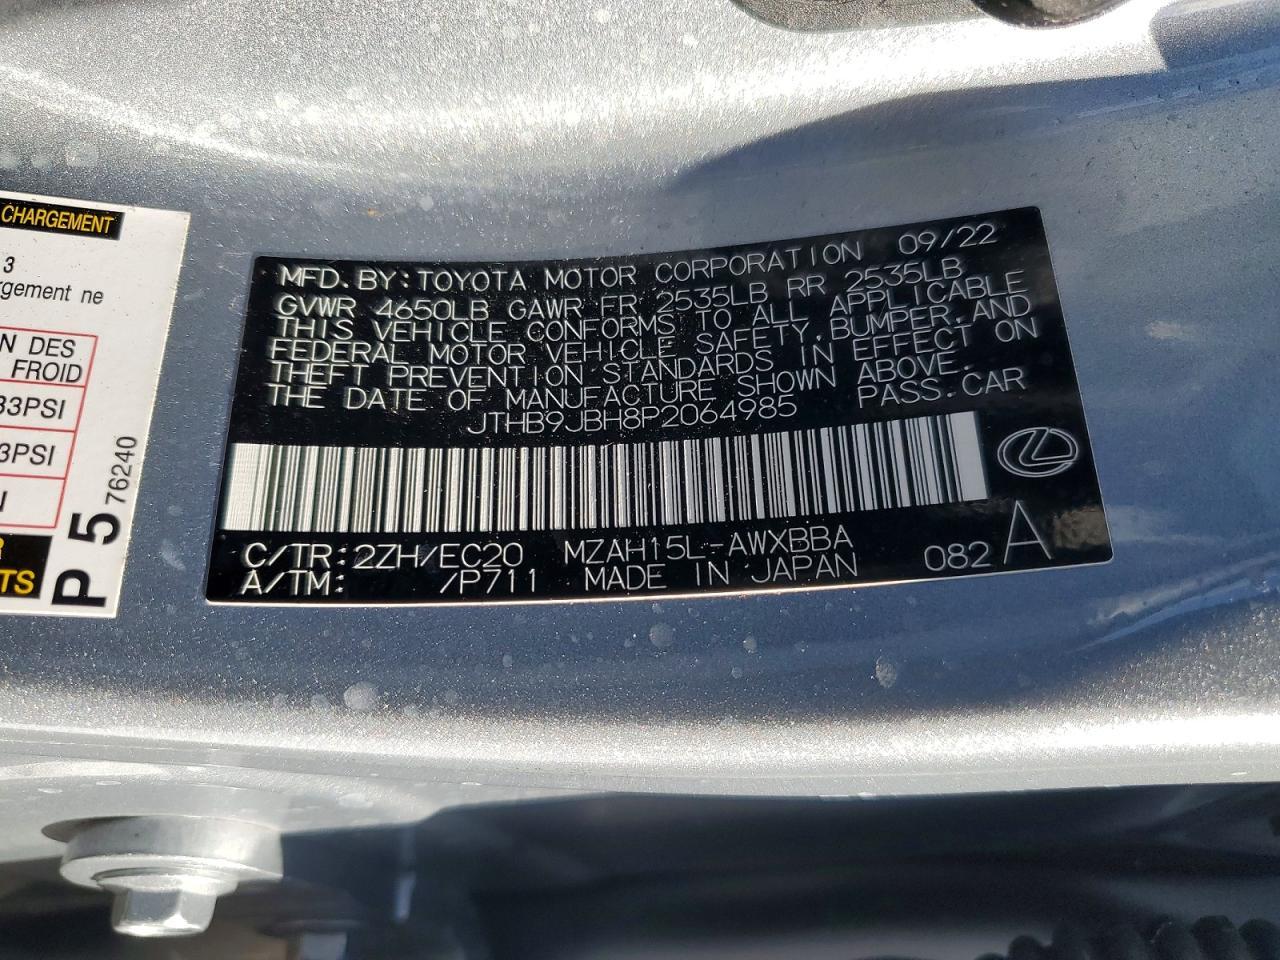 CHARGEMENT
3
rgement ne
N DES
FROID
33PSI
3PSI
N
R
TS
P 5 76240
MFD. BY: TOYOTA MOTOR CORPORATION 09/22
GVWR 4650LB GAWR FR 2535LB RR 2535LB
THIS VEHICLE CONFORMS TO ALL APPLICABLE
FEDERAL MOTOR VEHICLE SAFETY, BUMPER, AND
THEFT PREVENTION STANDARDS IN EFFECT ON
THE DATE OF MANUFACTURE SHOWN ABOVE.
JTHB9JBH8P2064985 PASS. CAR
C/TR: 2ZH/EC20 MZAH15L-AWXBBA
A/TM: /P711 MADE IN JAPAN 082 A